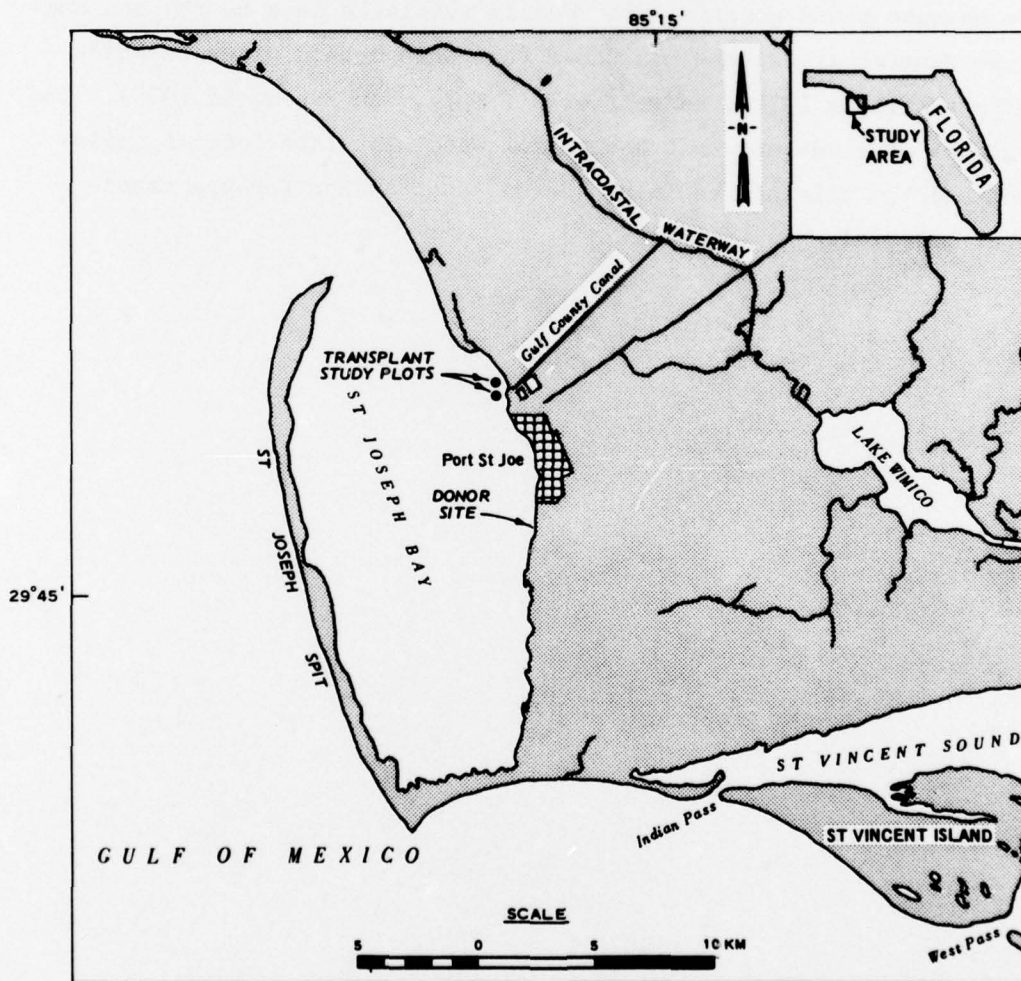 85°15'
-N-
FLORIDA
STUDY
AREA
INTRACOASTAL WATERWAY
Gulf County Canal
TRANSPLANT
STUDY PLOTS
ST JOSEPH BAY
Port St Joe
LAKE WIMICO
DONOR
SITE
ST JOSEPH SPIT
29°45'
ST VINCENT SOUND
Indian Pass
ST VINCENT ISLAND
GULF OF MEXICO
West Pass
SCALE
5 0 5 10 KM